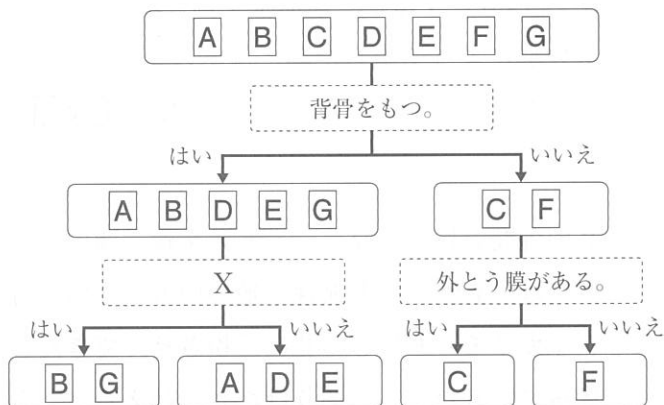 A B C D E F G
背骨をもつ。
はい いいえ
A B D E G
C F
X
外とう膜がある。
はい いいえ はい いいえ
B G
A D E
C
F